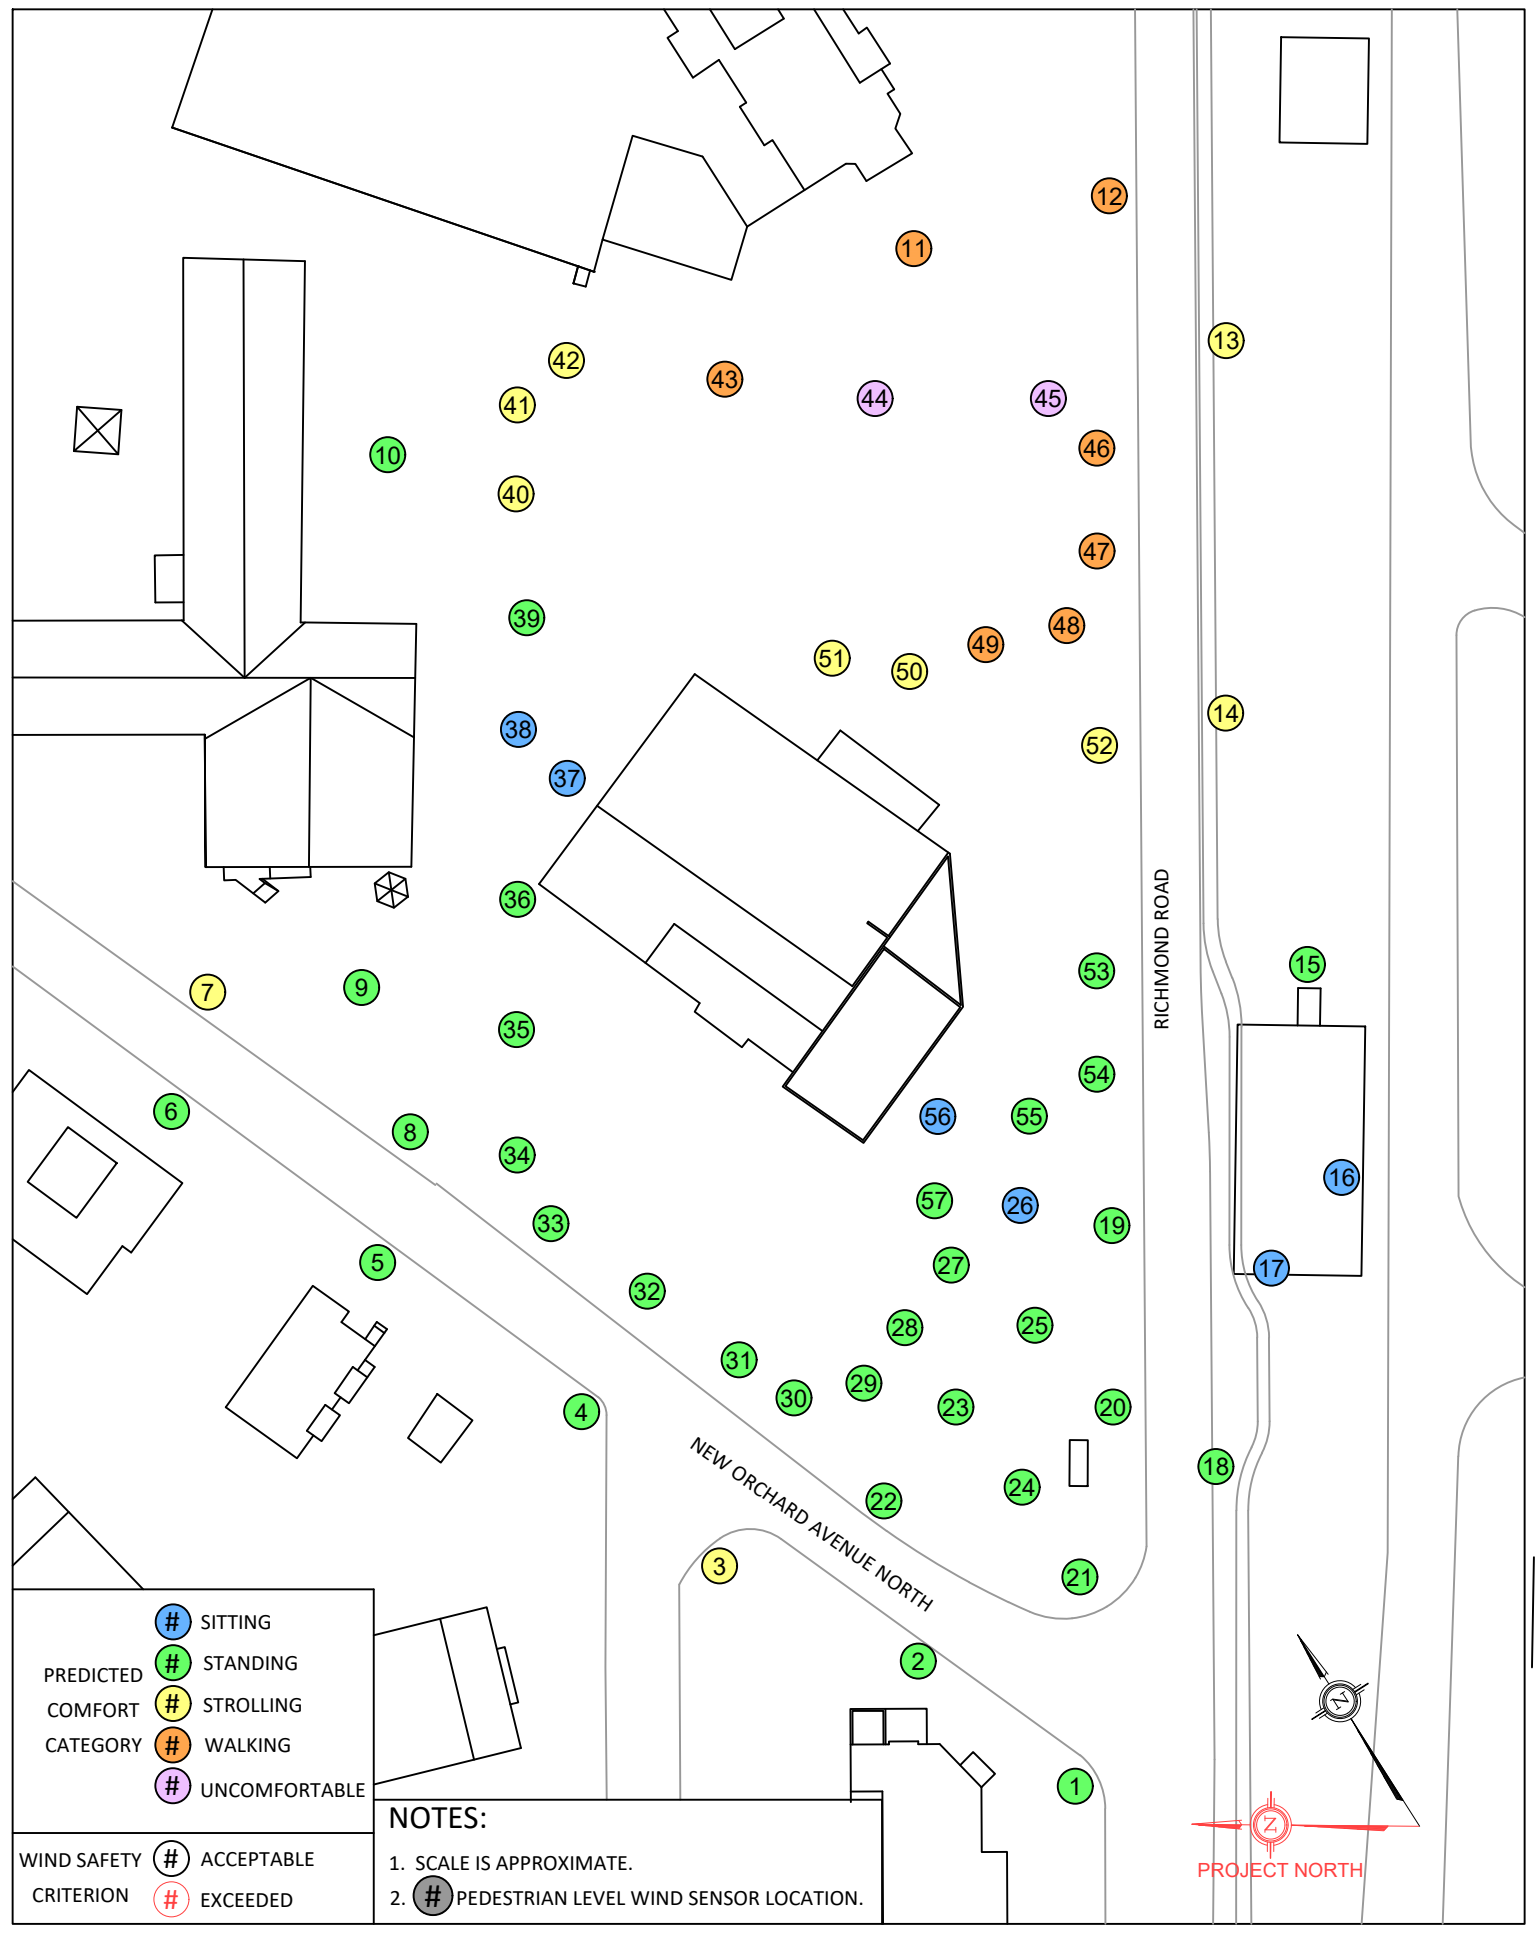 12
11
13
42
43
44
45
41
46
10
40
47
39
48
49
51
50
14
38
52
37
36
RICHMOND ROAD
53
15
7
9
35
54
6
56
55
8
34
16
57
26
33
19
5
27
17
32
28
25
31
29
30
23
20
4
NEW ORCHARD AVENUE NORTH
18
24
22
3
21
2
1
PREDICTED
COMFORT
CATEGORY
# SITTING
# STANDING
# STROLLING
# WALKING
# UNCOMFORTABLE
WIND SAFETY
CRITERION
# ACCEPTABLE
# EXCEEDED
NOTES:
1. SCALE IS APPROXIMATE.
2. # PEDESTRIAN LEVEL WIND SENSOR LOCATION.
N
N
PROJECT NORTH